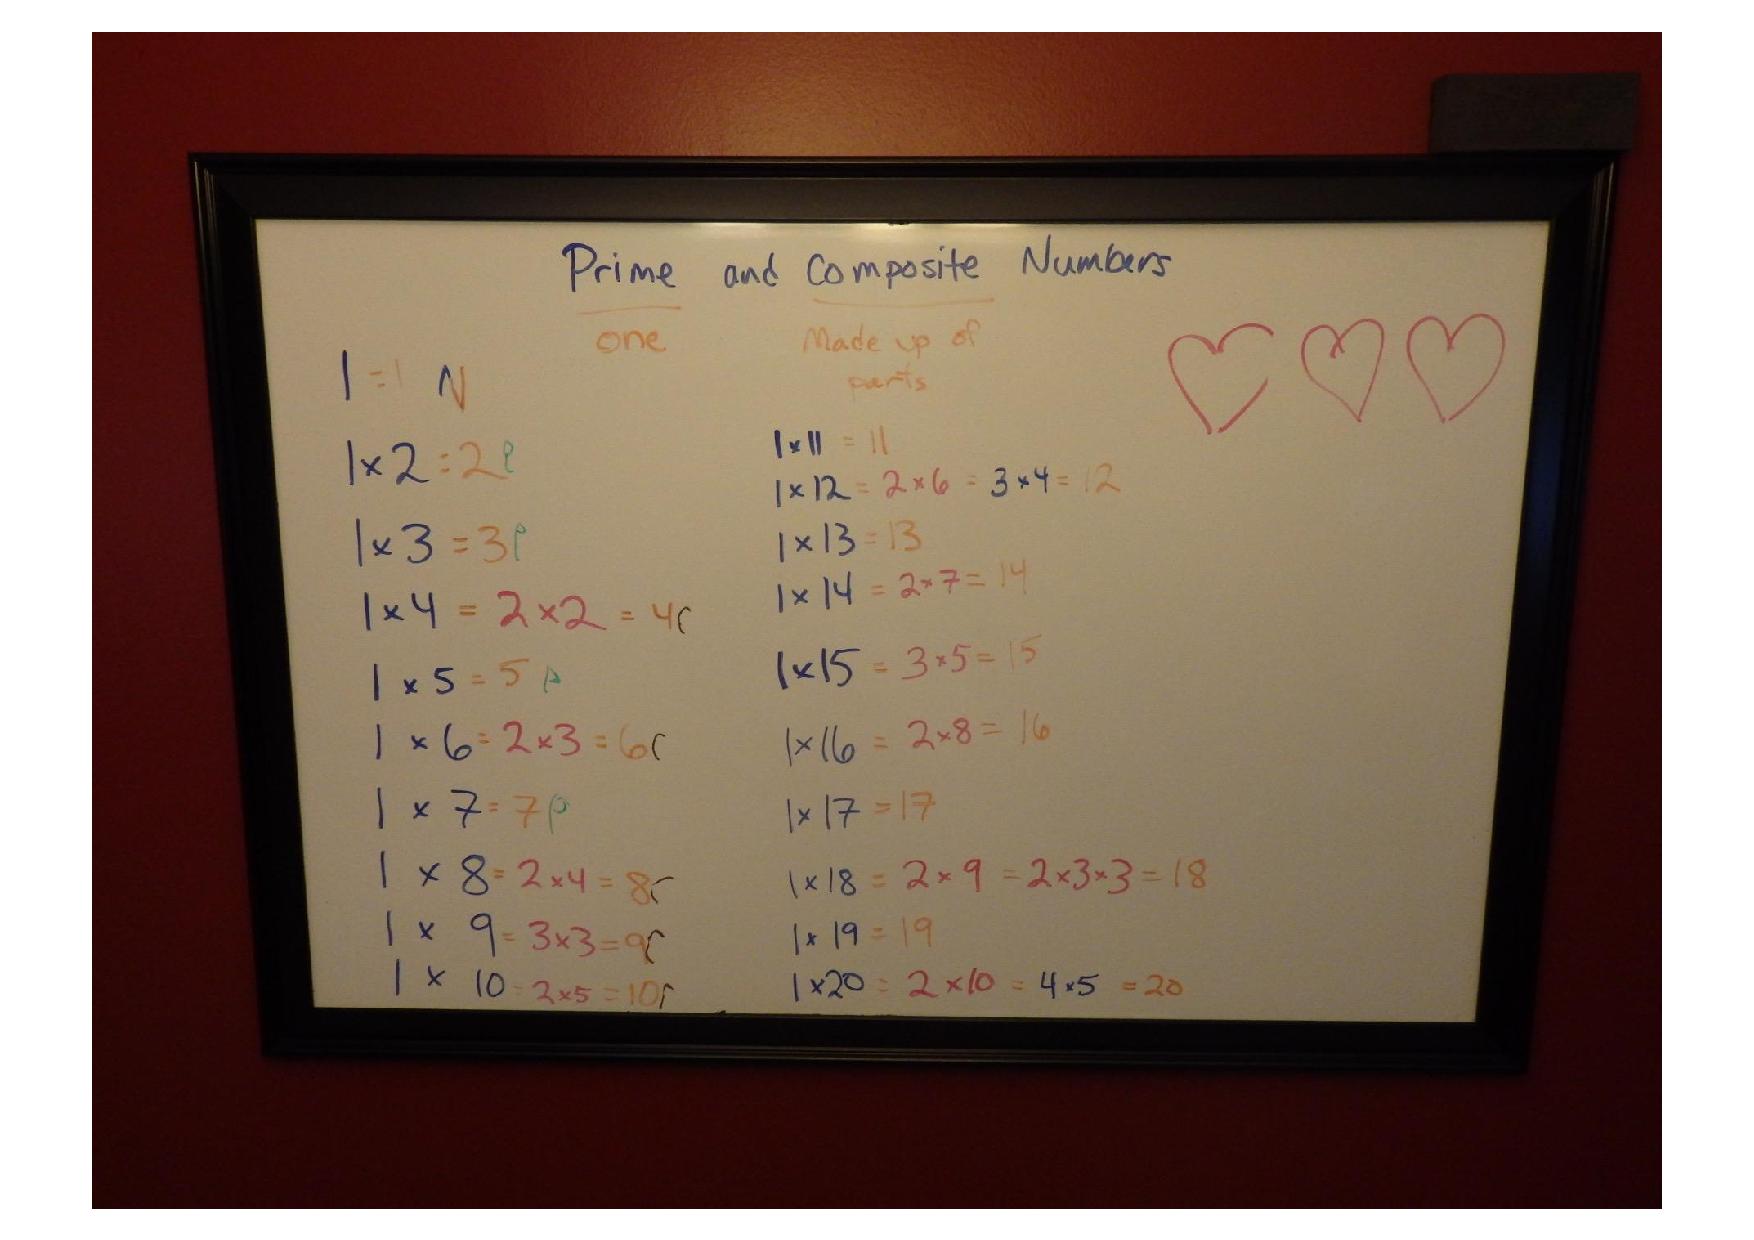 Prime and Composite Numbers
one
Made up of
parts
1 = 1 N
1 x 2 = 2 P
1 x 3 = 3 P
1 x 4 = 2 x 2 = 4 C
1 x 5 = 5 P
1 x 6 = 2 x 3 = 6 C
1 x 7 = 7 P
1 x 8 = 2 x 4 = 8 C
1 x 9 = 3 x 3 = 9 C
1 x 10 = 2 x 5 = 10 C
1 x 11 = 11
1 x 12 = 2 x 6 = 3 x 4 = 12
1 x 13 = 13
1 x 14 = 2 x 7 = 14
1 x 15 = 3 x 5 = 15
1 x 16 = 2 x 8 = 16
1 x 17 = 17
1 x 18 = 2 x 9 = 2 x 3 x 3 = 18
1 x 19 = 19
1 x 20 = 2 x 10 = 4 x 5 = 20